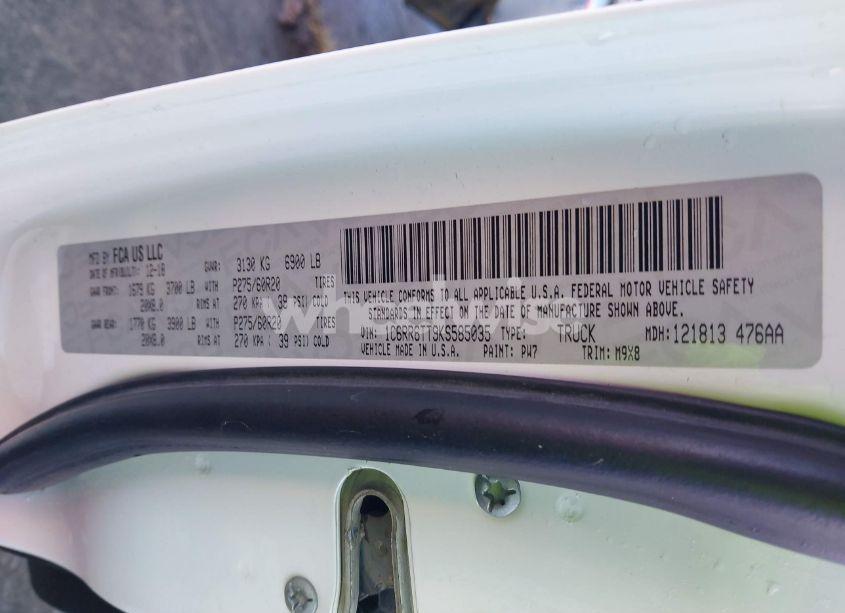 MFD BY FCA US LLC
DATE OF MFR/BUILT: 12-18 GVWR: 3130 KG 6900 LB
GAWR FRONT: 1679 KG 3700 LB WITH P275/60R20 TIRES
20X8.0 RIMS AT 270 KPA( 39 PSI) COLD
GAWR REAR: 1770 KG 3900 LB WITH P275/60R20 TIRES
20X8.0 RIMS AT 270 KPA( 39 PSI) COLD
THIS VEHICLE CONFORMS TO ALL APPLICABLE U.S.A. FEDERAL MOTOR VEHICLE SAFETY
STANDARDS IN EFFECT ON THE DATE OF MANUFACTURE SHOWN ABOVE.
VIN: 1C6RR6TT9KS565035 TYPE: TRUCK MDH: 121813 476AA
VEHICLE MADE IN U.S.A. PAINT: PW7 TRIM: M9X8